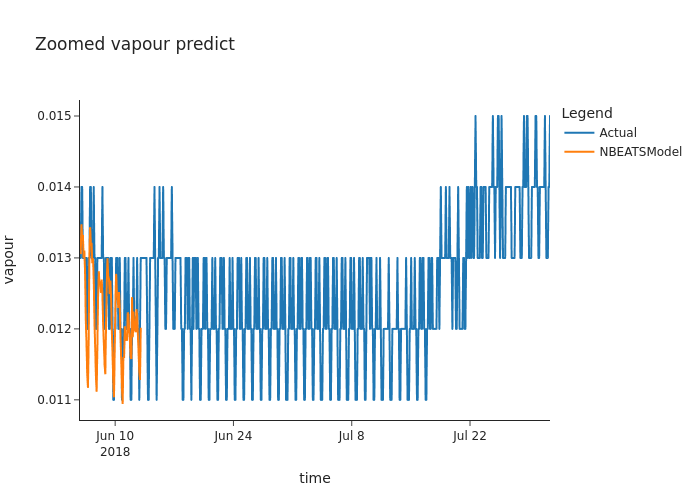 Zoomed vapour predict
Legend
Actual
NBEATSModel
vapour
0.015
0.014
0.013
0.012
0.011
Jun 10
2018
Jun 24
Jul 8
Jul 22
time